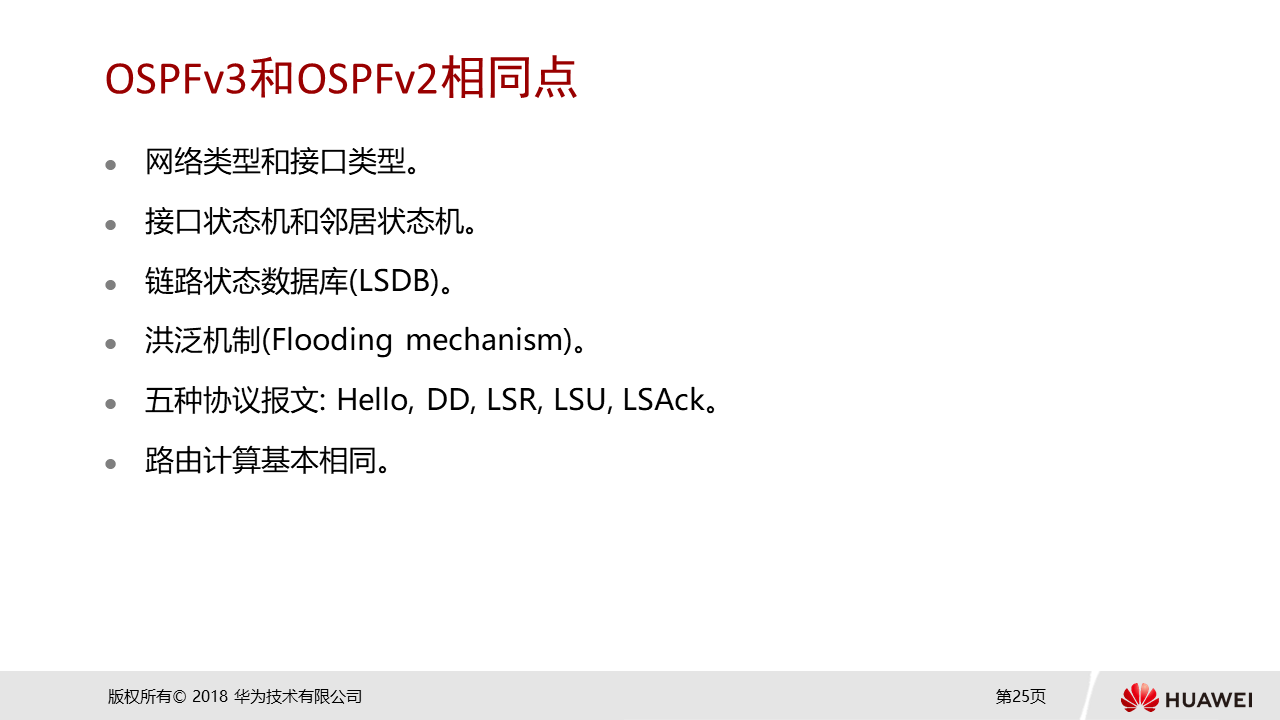 OSPFv3和OSPFv2相同点
● 网络类型和接口类型。
● 接口状态机和邻居状态机。
● 链路状态数据库(LSDB)。
● 洪泛机制(Flooding mechanism)。
● 五种协议报文: Hello, DD, LSR, LSU, LSAck。
● 路由计算基本相同。
版权所有© 2018 华为技术有限公司
第25页
HUAWEI